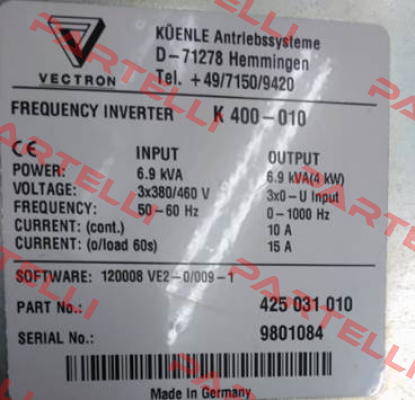 KÜENLE Antriebssysteme
D-71278 Hemmingen
Tel. +49/7150/9420
VECTRON
FREQUENCY INVERTER K 400-010
CE INPUT OUTPUT
POWER: 6.9 kVA 6.9 kVA(4 kW)
VOLTAGE: 3x380/460 V 3x0-U Input
FREQUENCY: 50-60 Hz 0-1000 Hz
CURRENT: (cont.) 10 A
CURRENT: (o/load 60s) 15 A
SOFTWARE: 120008 VE2-0/009-1
PART No.: 425 031 010
SERIAL No.: 9801084
Made in Germany
PARTELLI
PARTELLI
PARTELLI